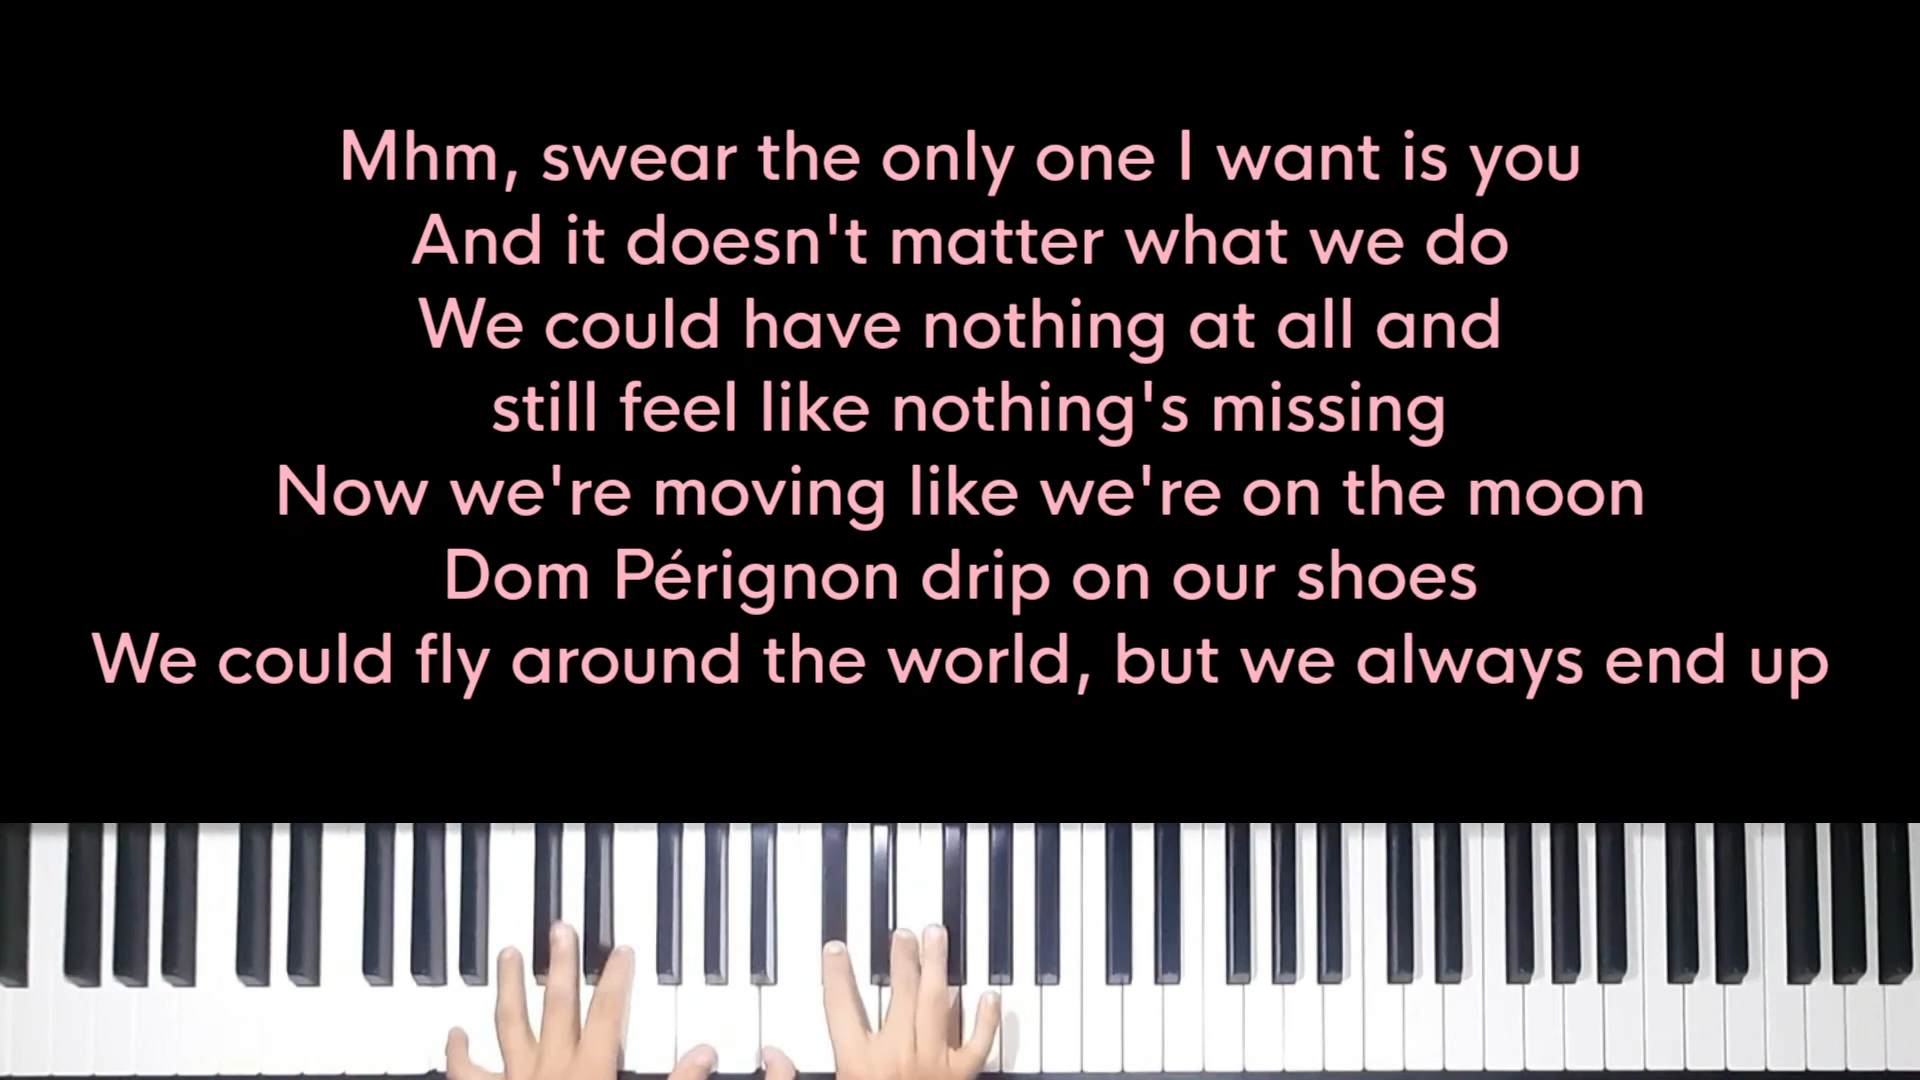 Mhm, swear the only one I want is you
And it doesn't matter what we do
We could have nothing at all and
still feel like nothing's missing
Now we're moving like we're on the moon
Dom Pérignon drip on our shoes
We could fly around the world, but we always end up